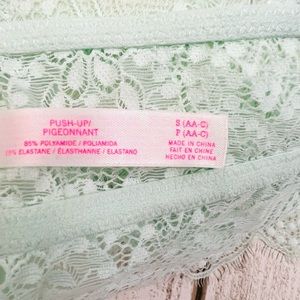 PUSH-UP/
PIGEONNANT
85% POLYAMIDE / POLIAMIDA
15% ELASTANE / ÉLASTHANNE / ELASTANO
S (AA-C)
P (AA-C)
MADE IN CHINA
FAIT EN CHINE
HECHO EN CHINA